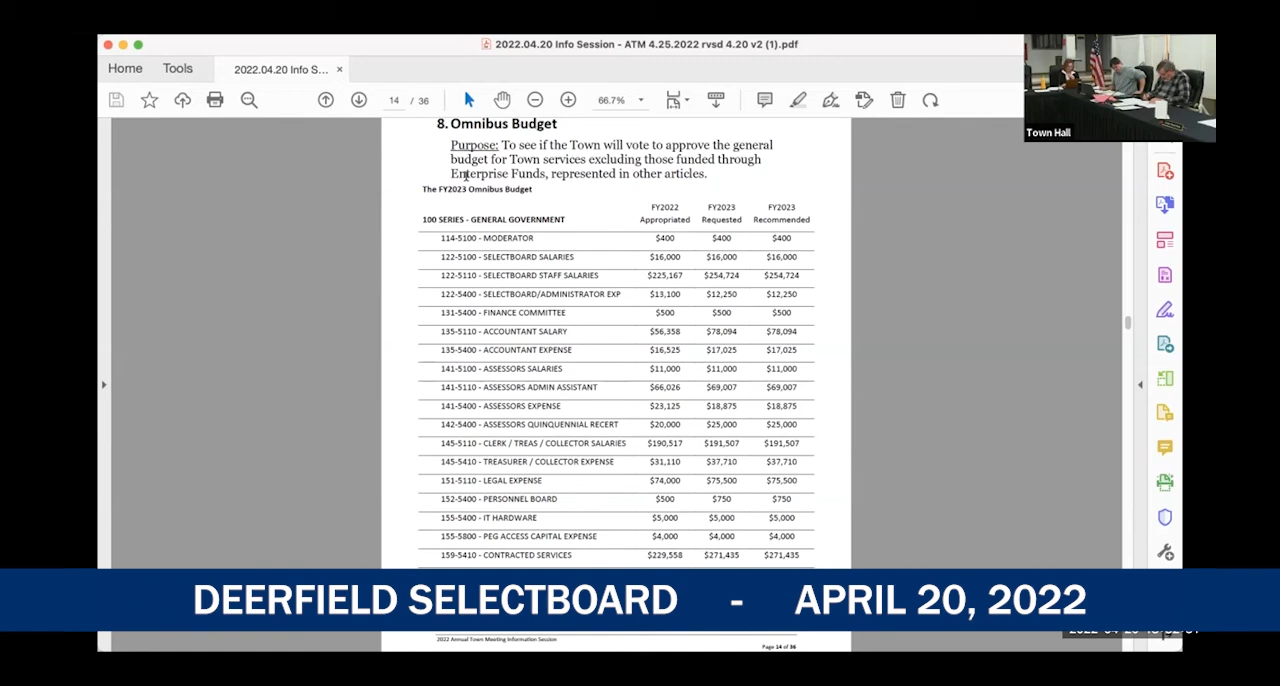 2022.04.20 Info Session - ATM 4.25.2022 rvsd 4.20 v2 (1).pdf
Home Tools 2022.04.20 Info S... ×
14 / 36 66.7%
Town Hall
8. Omnibus Budget
Purpose: To see if the Town will vote to approve the general
budget for Town services excluding those funded through
Enterprise Funds, represented in other articles.
The FY2023 Omnibus Budget
FY2022 FY2023 FY2023
100 SERIES - GENERAL GOVERNMENT Appropriated Requested Recommended
114-5100 - MODERATOR $400 $400 $400
122-5100 - SELECTBOARD SALARIES $16,000 $16,000 $16,000
122-5110 - SELECTBOARD STAFF SALARIES $225,167 $254,724 $254,724
122-5400 - SELECTBOARD/ADMINISTRATOR EXP $13,100 $12,250 $12,250
131-5400 - FINANCE COMMITTEE $500 $500 $500
135-5110 - ACCOUNTANT SALARY $56,358 $78,094 $78,094
135-5400 - ACCOUNTANT EXPENSE $16,525 $17,025 $17,025
141-5100 - ASSESSORS SALARIES $11,000 $11,000 $11,000
141-5110 - ASSESSORS ADMIN ASSISTANT $66,026 $69,007 $69,007
141-5400 - ASSESSORS EXPENSE $23,125 $18,875 $18,875
142-5400 - ASSESSORS QUINQUENNIAL RECERT $20,000 $25,000 $25,000
145-5110 - CLERK / TREAS / COLLECTOR SALARIES $190,517 $191,507 $191,507
145-5410 - TREASURER / COLLECTOR EXPENSE $31,110 $37,710 $37,710
151-5110 - LEGAL EXPENSE $74,000 $75,500 $75,500
152-5400 - PERSONNEL BOARD $500 $750 $750
155-5400 - IT HARDWARE $5,000 $5,000 $5,000
155-5800 - PEG ACCESS CAPITAL EXPENSE $4,000 $4,000 $4,000
159-5410 - CONTRACTED SERVICES $229,558 $271,435 $271,435
DEERFIELD SELECTBOARD - APRIL 20, 2022
2022 Annual Town Meeting Information Session
Page 14 of 36